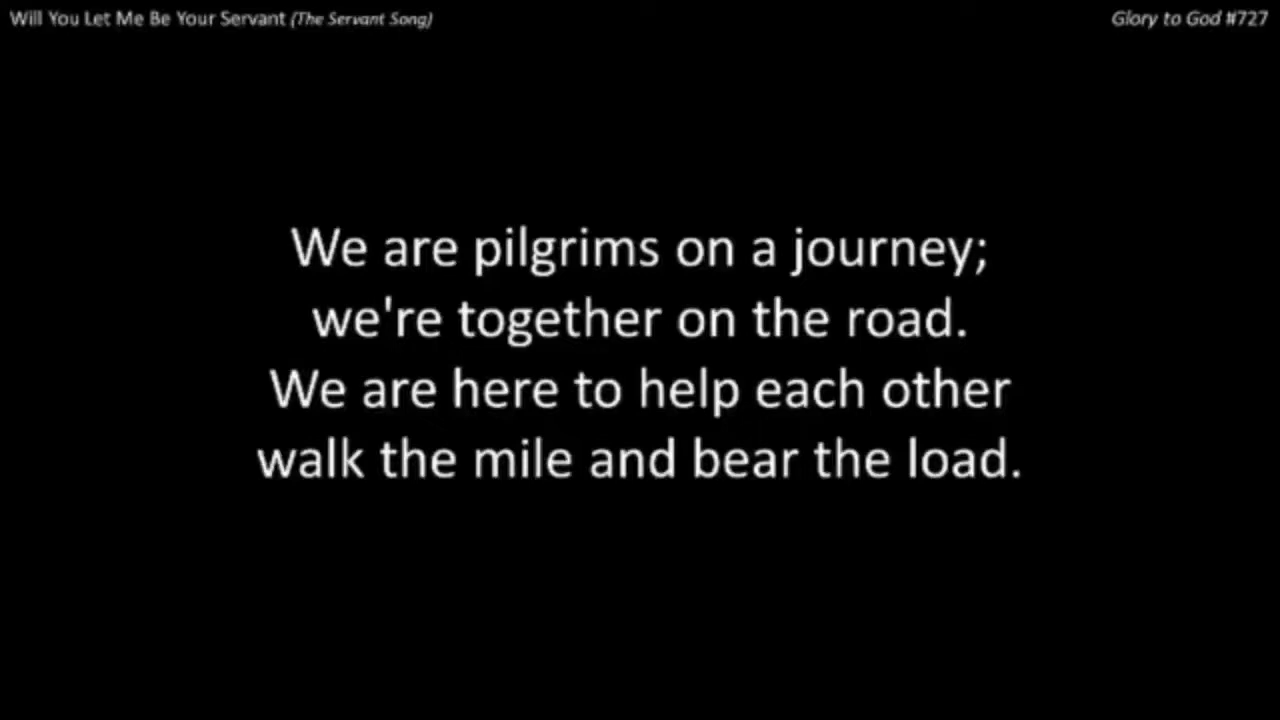 Will You Let Me Be Your Servant (The Servant Song)
Glory to God #727
We are pilgrims on a journey;
we're together on the road.
We are here to help each other
walk the mile and bear the load.